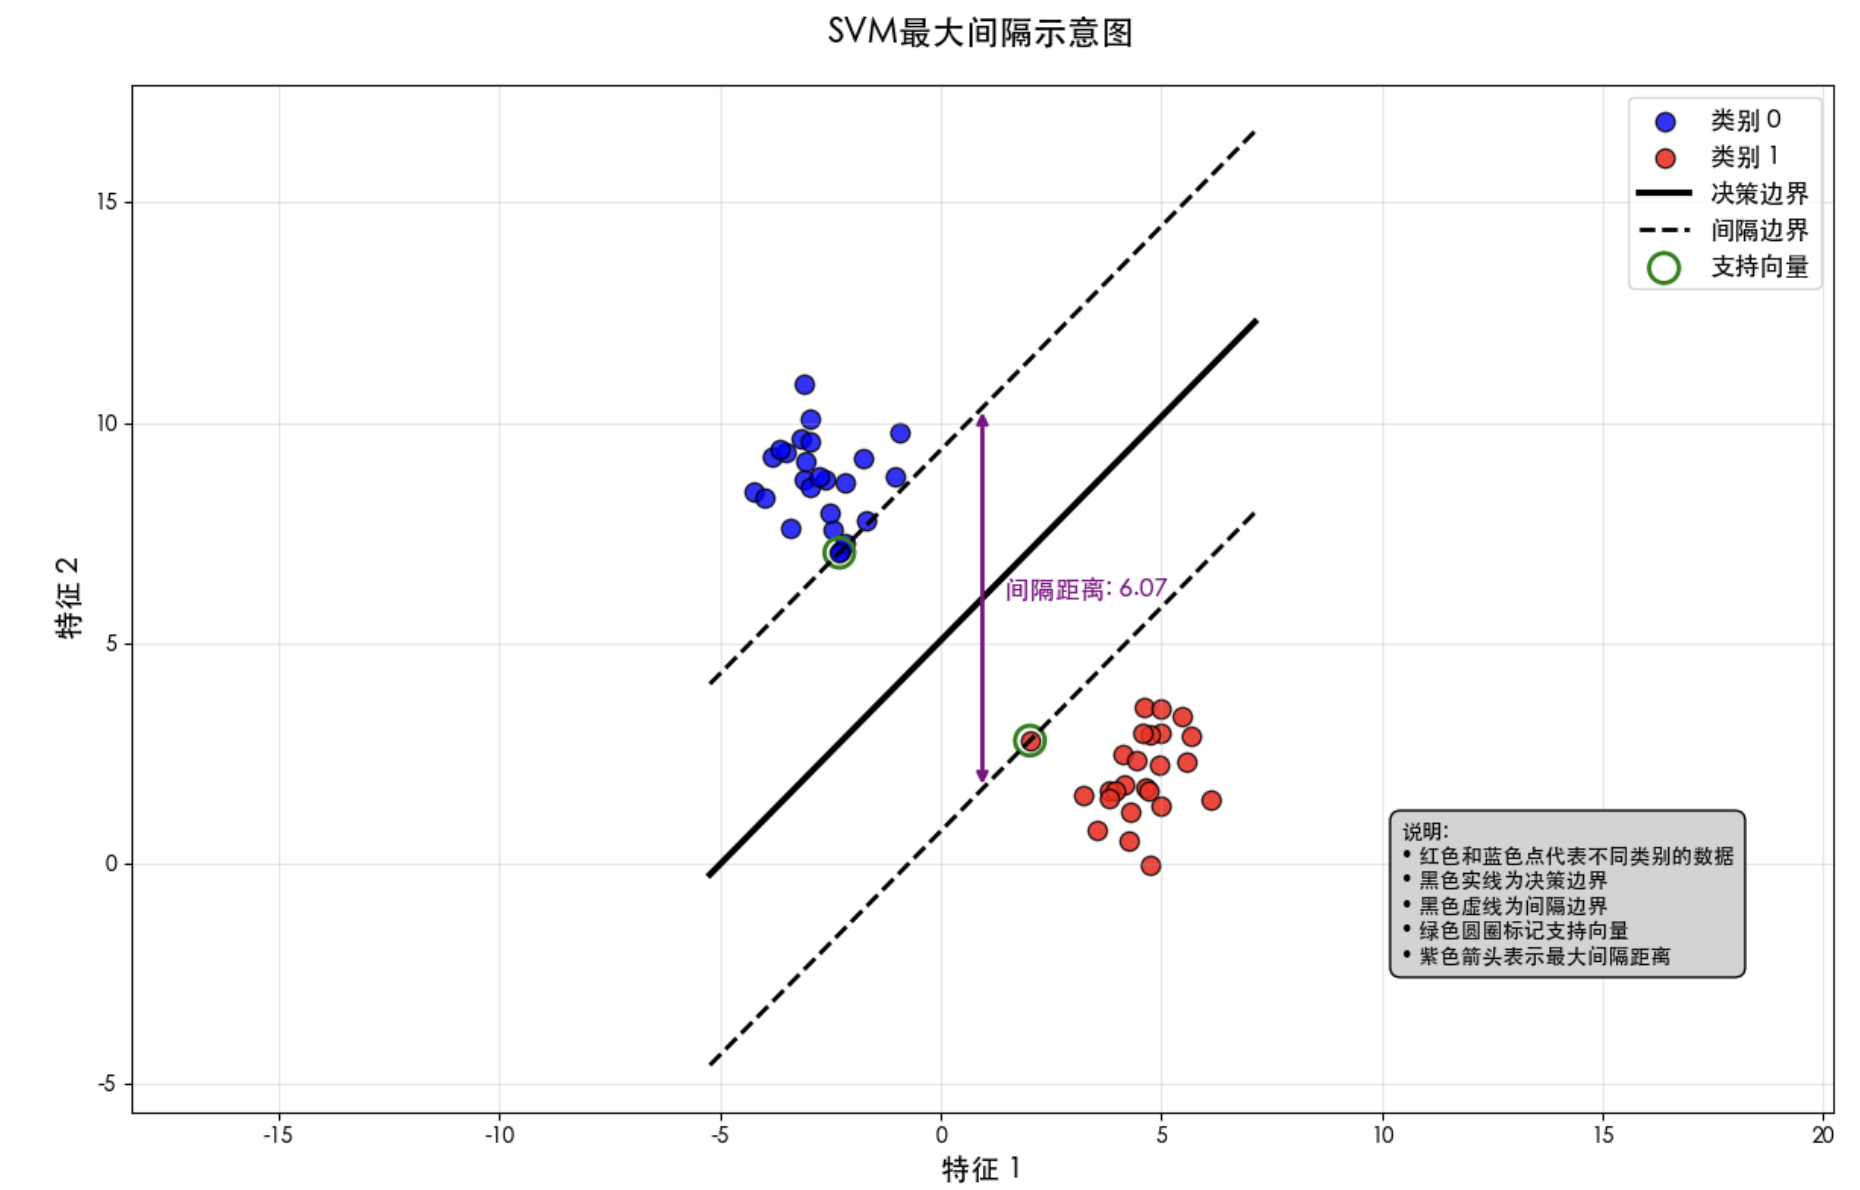 SVM最大间隔示意图
类别 0
类别 1
决策边界
间隔边界
支持向量
15
10
5
0
-5
特征 2
间隔距离: 6.07
说明:
• 红色和蓝色点代表不同类别的数据
• 黑色实线为决策边界
• 黑色虚线为间隔边界
• 绿色圆圈标记支持向量
• 紫色箭头表示最大间隔距离
-15 -10 -5 0 5 10 15 20
特征 1